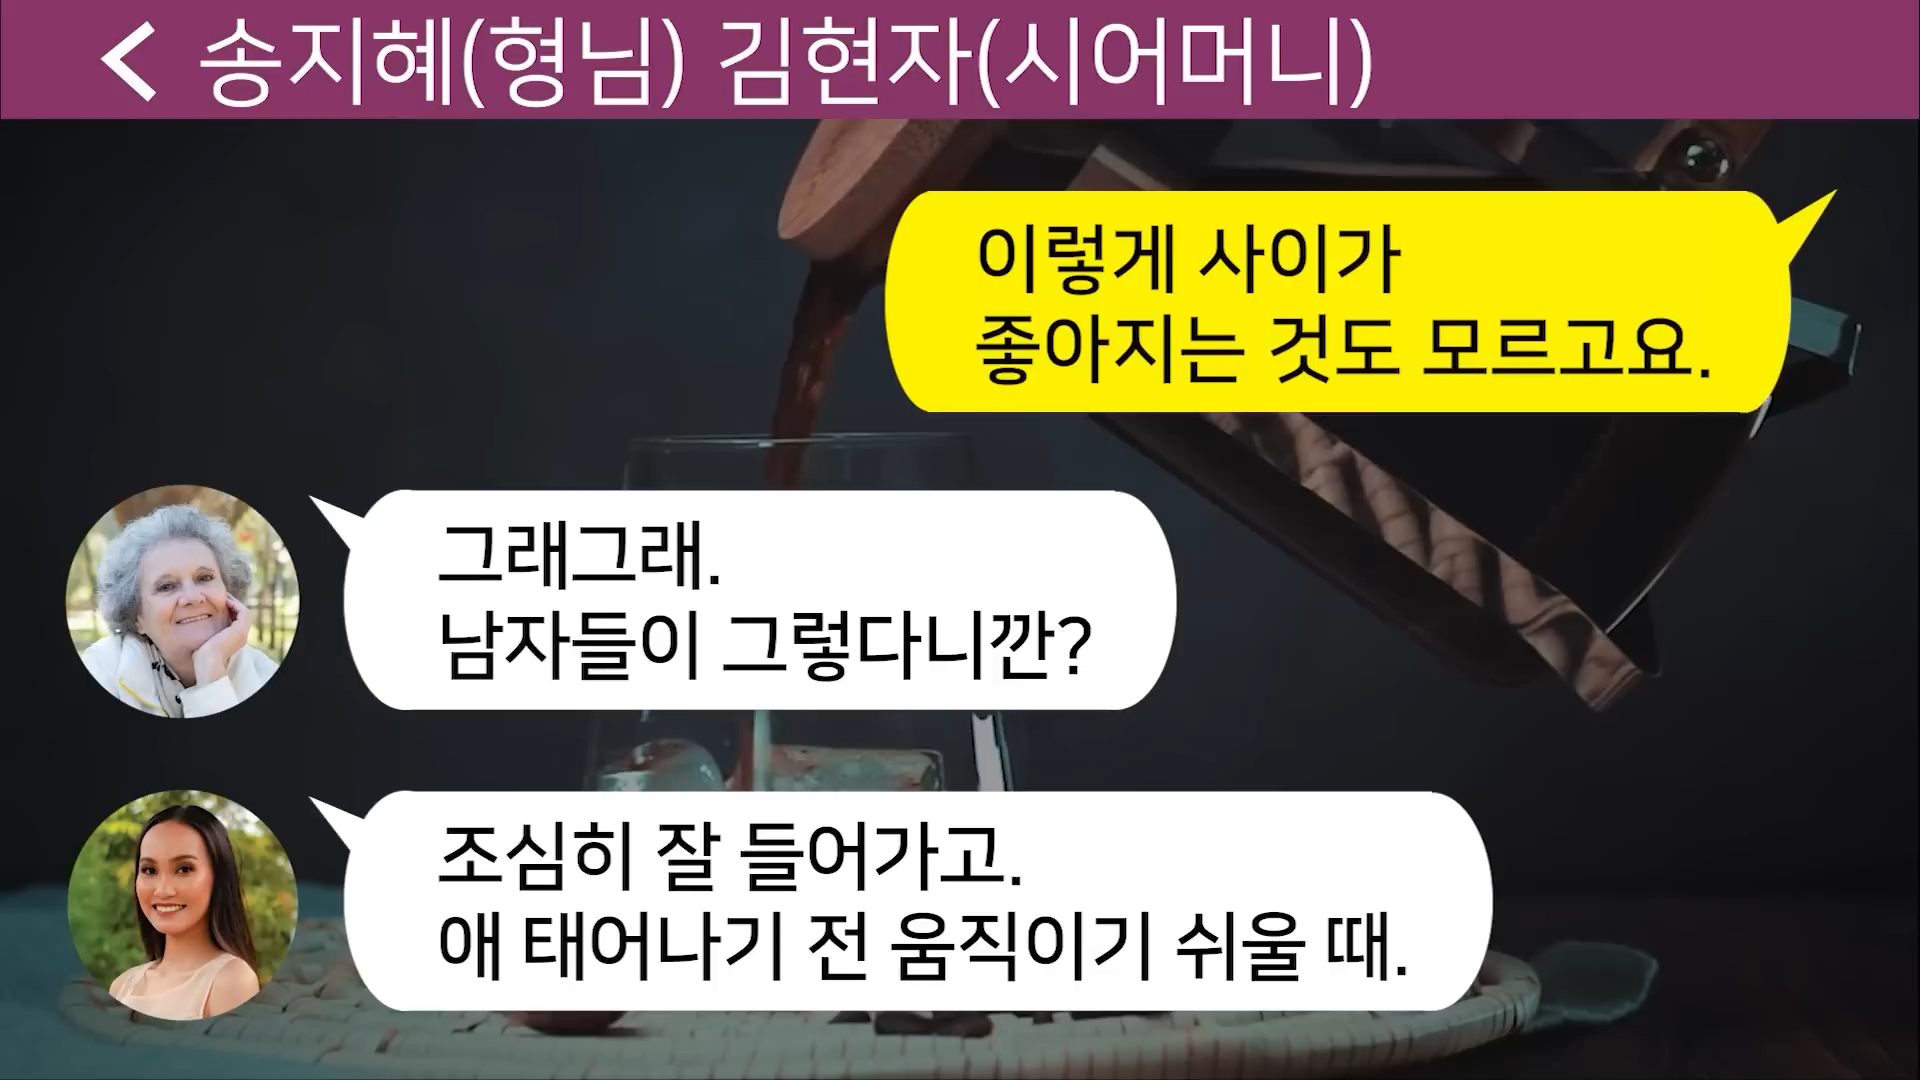 송지혜(형님) 김현자(시어머니)
이렇게 사이가
좋아지는 것도 모르고요.
그래그래.
남자들이 그렇다니깐?
조심히 잘 들어가고.
애 태어나기 전 움직이기 쉬울 때.